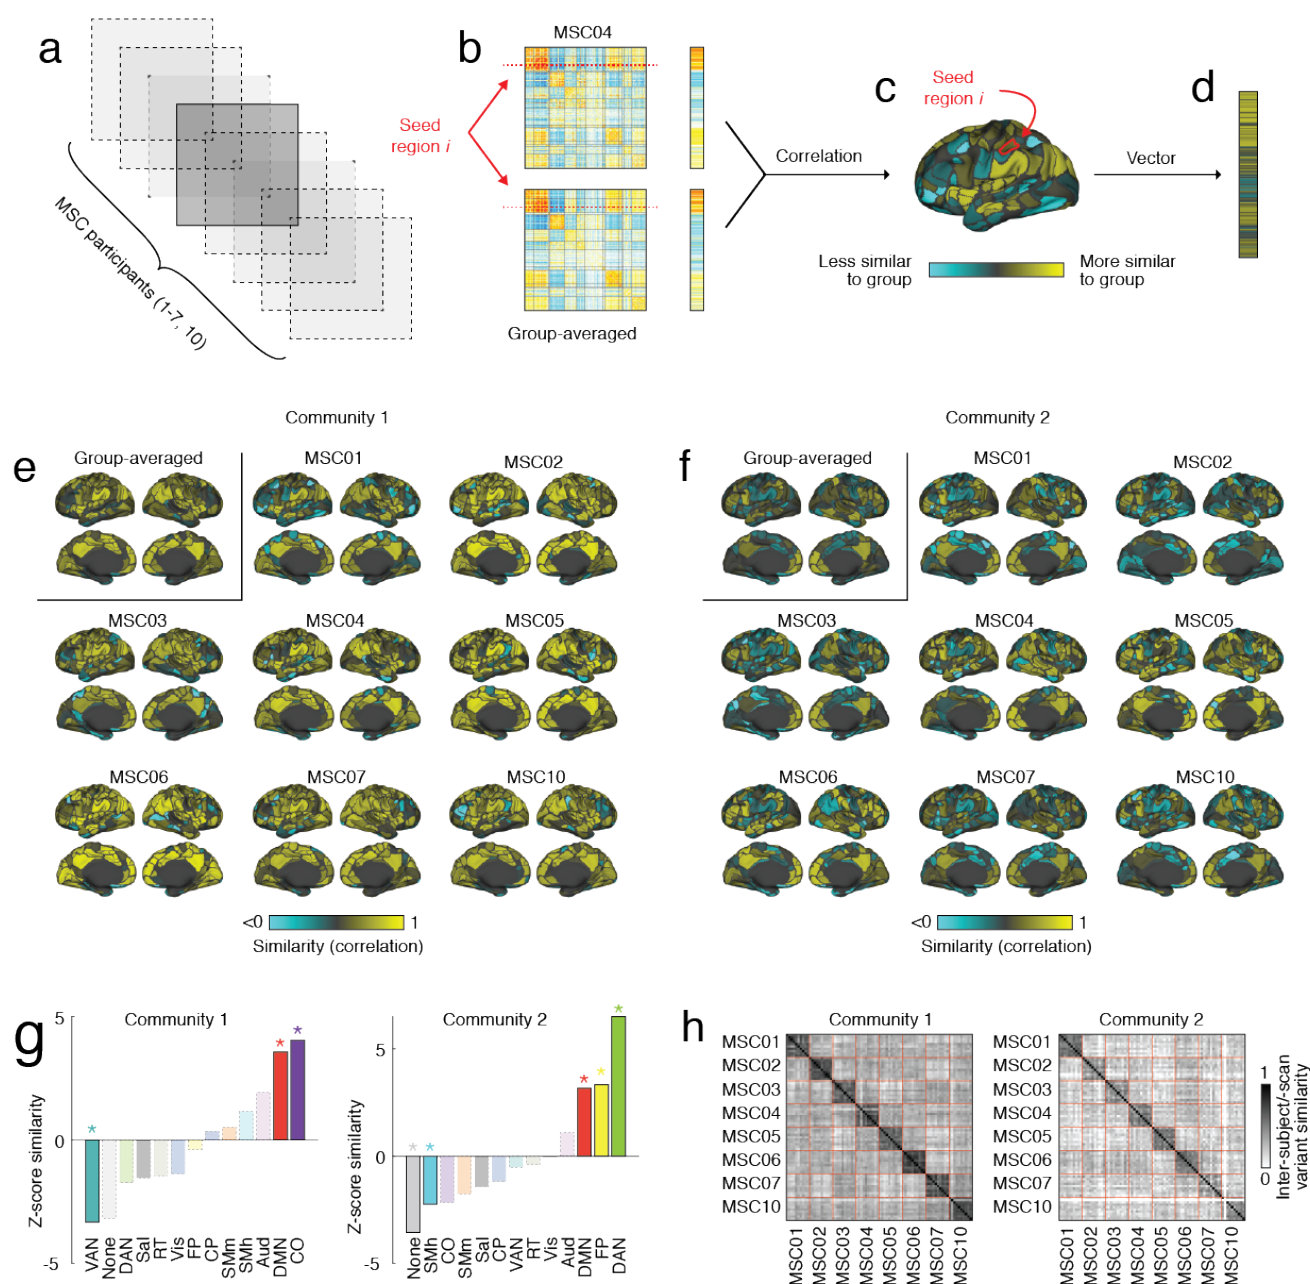 a
MSC participants (1-7, 10)
b
MSC04
Seed
region i
Group-averaged
Correlation
c
Seed
region i
Less similar
to group
More similar
to group
Vector
d
Community 1
e
Group-averaged
MSC01
MSC02
MSC03
MSC04
MSC05
MSC06
MSC07
MSC10
<0
1
Similarity (correlation)
Community 2
f
Group-averaged
MSC01
MSC02
MSC03
MSC04
MSC05
MSC06
MSC07
MSC10
<0
1
Similarity (correlation)
g
Community 1
Z-score similarity
5
0
-5
*
*
*
VAN
None
DAN
Sal
RT
Vis
FP
CP
SMm
SMh
Aud
DMN
CO
Community 2
Z-score similarity
5
0
-5
*
*
*
*
*
None
SMh
CO
SMm
Sal
CP
VAN
RT
Vis
Aud
DMN
FP
DAN
h
Community 1
MSC01
MSC02
MSC03
MSC04
MSC05
MSC06
MSC07
MSC10
MSC01
MSC02
MSC03
MSC04
MSC05
MSC06
MSC07
MSC10
Community 2
MSC01
MSC02
MSC03
MSC04
MSC05
MSC06
MSC07
MSC10
MSC01
MSC02
MSC03
MSC04
MSC05
MSC06
MSC07
MSC10
1
0
Inter-subject/-scan
variant similarity